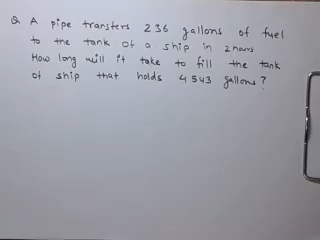 Q A pipe transfers 236 gallons of fuel
to the tank of a ship in 2 hours
How long will it take to fill the tank
of ship that holds 4543 gallons?